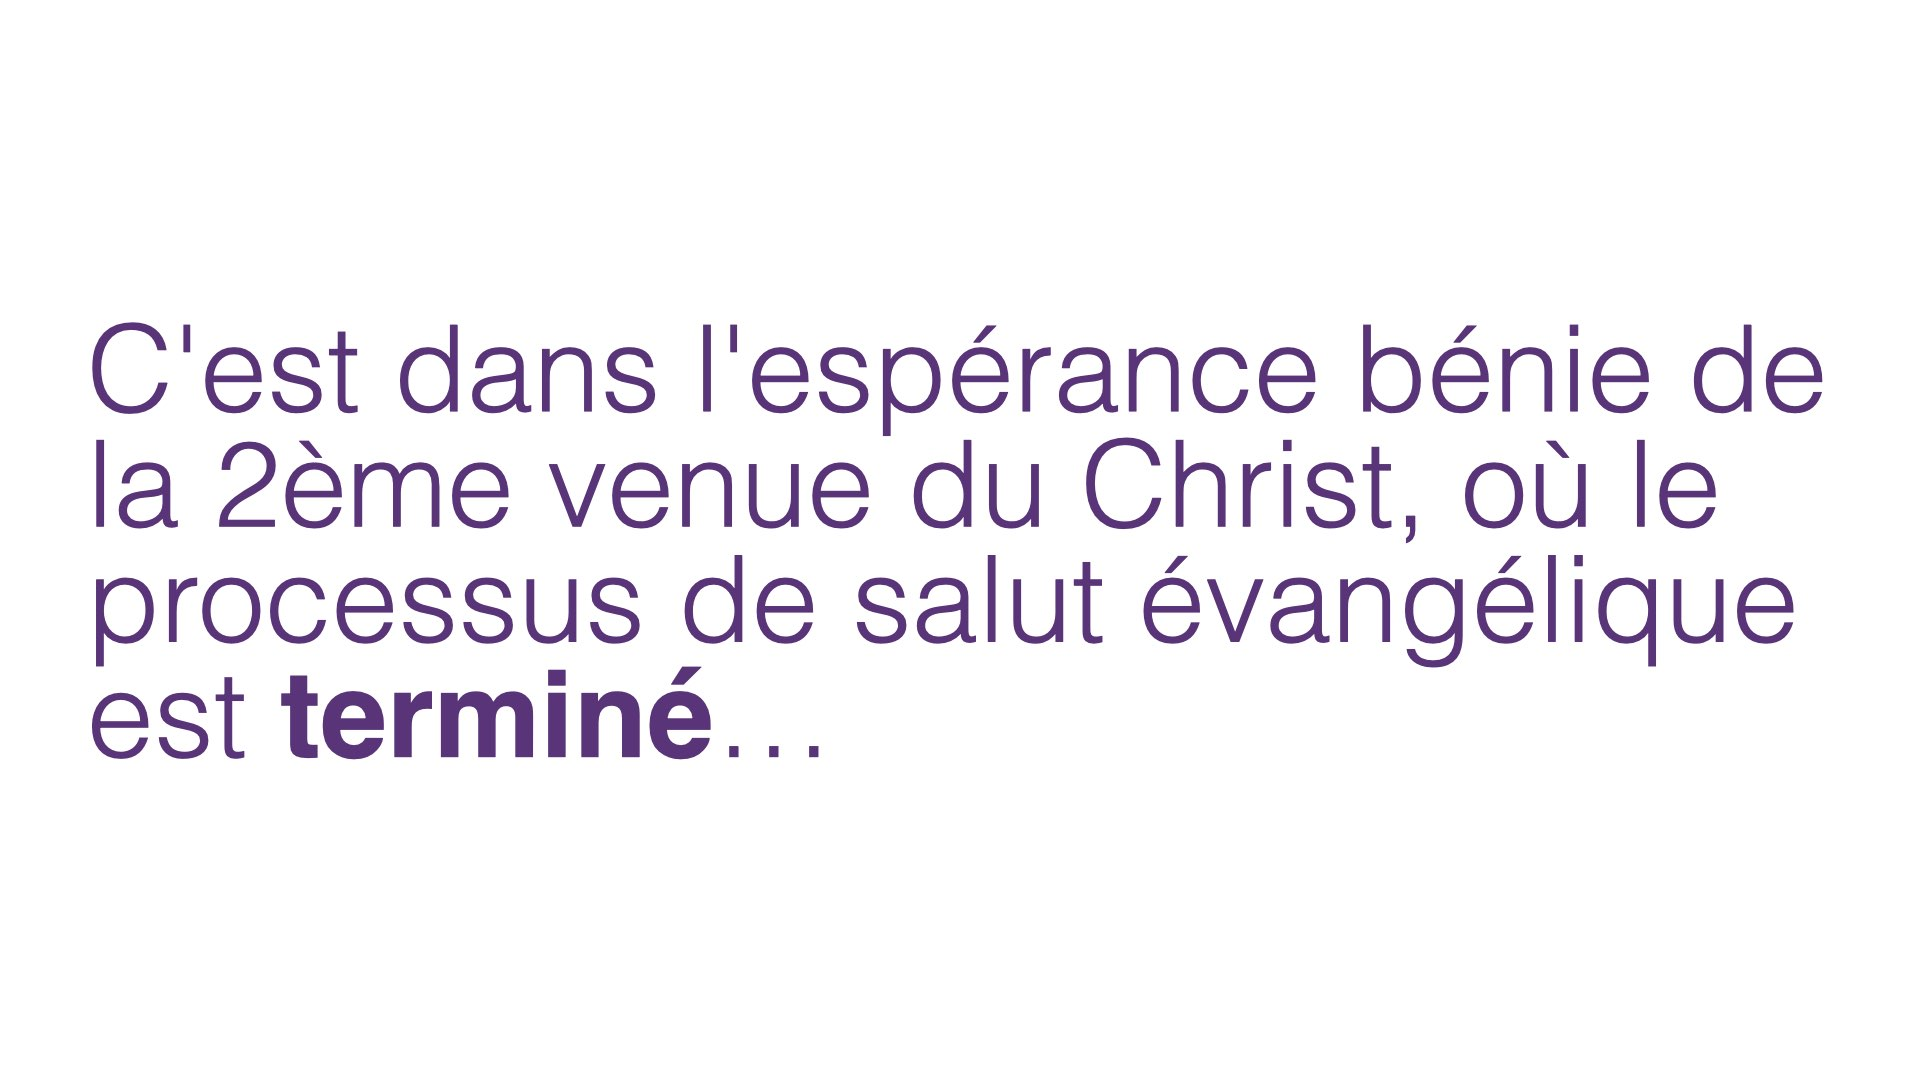 C'est dans l'espérance bénie de
la 2ème venue du Christ, où le
processus de salut évangélique
est terminé…